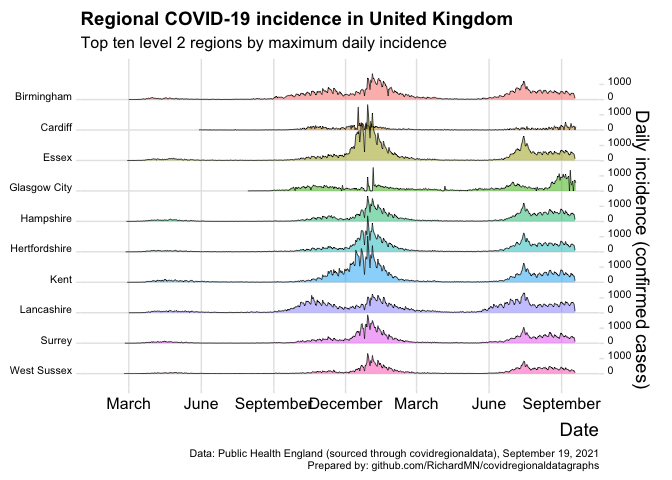 Regional COVID-19 incidence in United Kingdom
Top ten level 2 regions by maximum daily incidence
Birmingham
1000
0
Cardiff
1000
0
Essex
1000
0
Glasgow City
1000
0
Hampshire
1000
0
Hertfordshire
1000
0
Kent
1000
0
Lancashire
1000
0
Surrey
1000
0
West Sussex
1000
0
Daily incidence (confirmed cases)
March June September December March June September
Date
Data: Public Health England (sourced through covidregionaldata), September 19, 2021
Prepared by: github.com/RichardMN/covidregionaldatagraphs